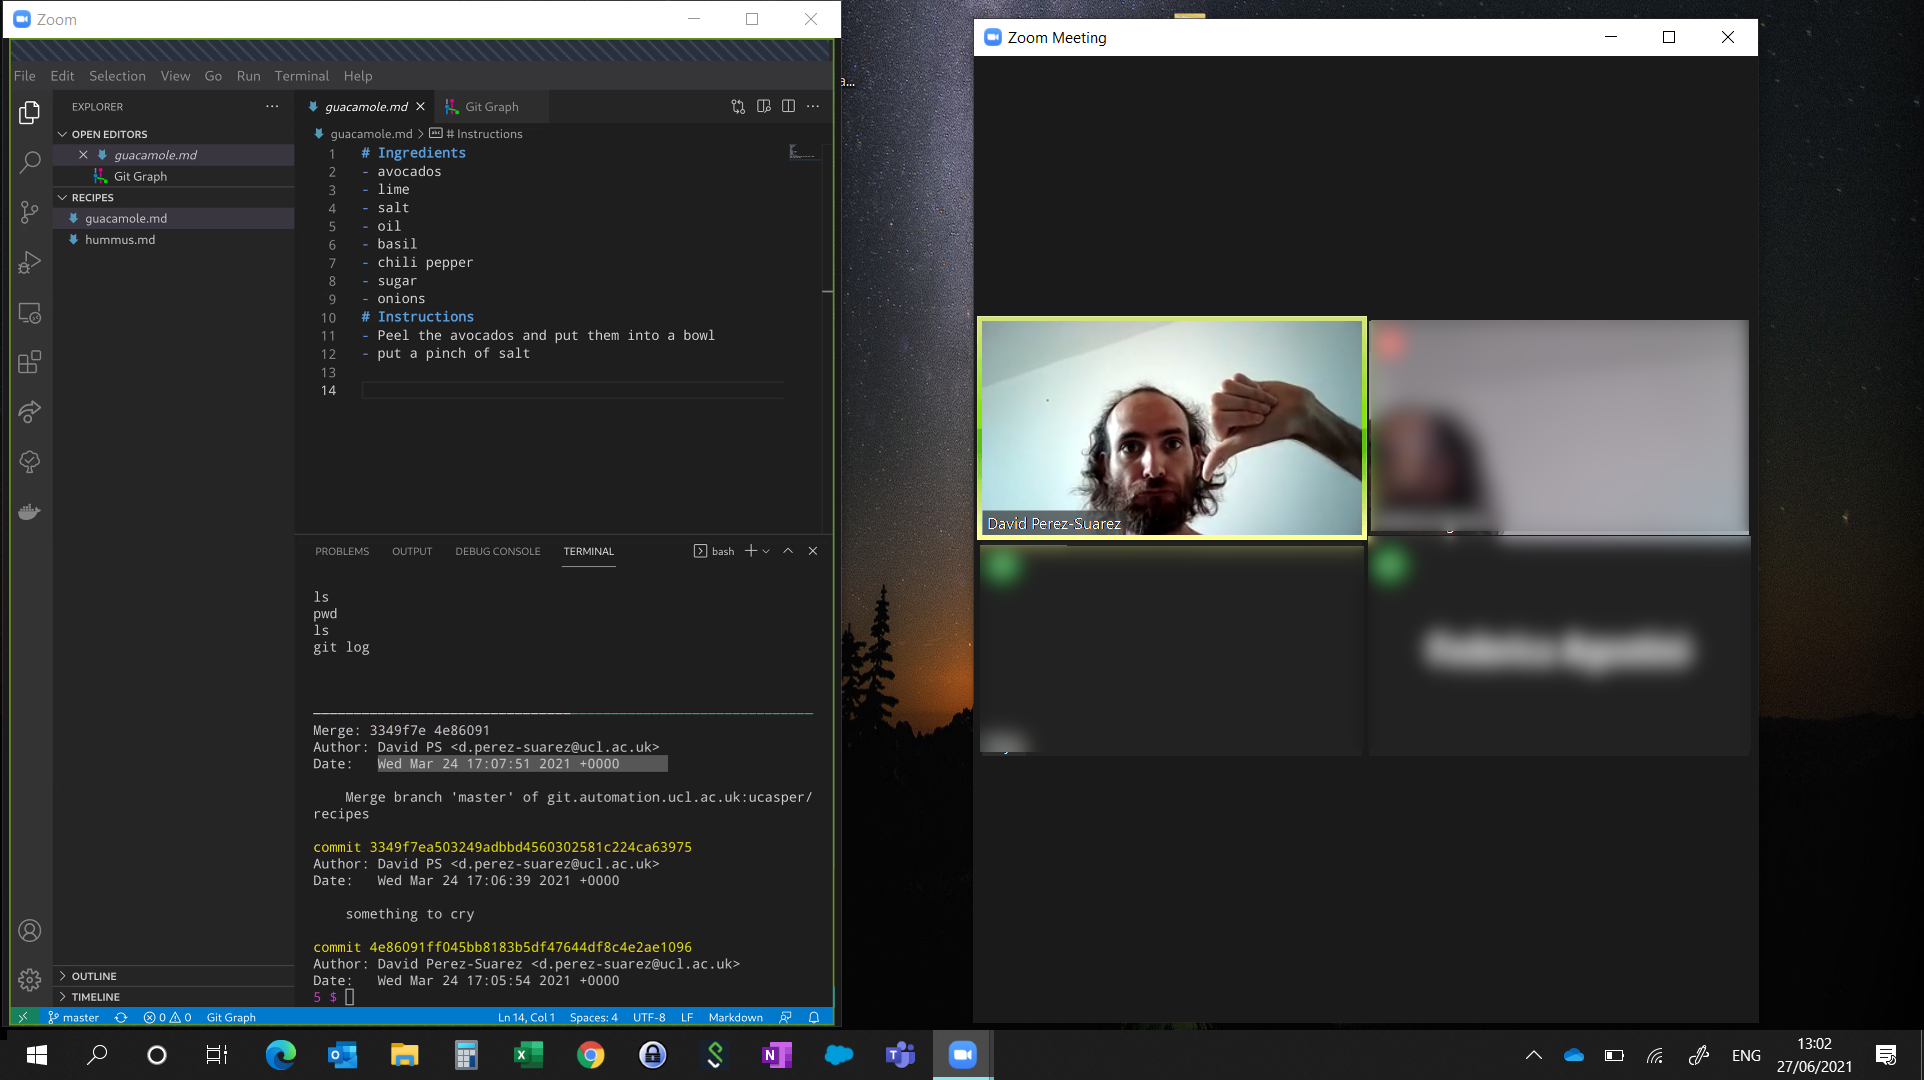 Zoom
File Edit Selection View Go Run Terminal Help
EXPLORER
OPEN EDITORS
guacamole.md
Git Graph
RECIPES
guacamole.md
hummus.md
OUTLINE
TIMELINE
guacamole.md
Git Graph
guacamole.md > # Instructions
1 # Ingredients
2 - avocados
3 - lime
4 - salt
5 - oil
6 - basil
7 - chili pepper
8 - sugar
9 - onions
10 # Instructions
11 - Peel the avocados and put them into a bowl
12 - put a pinch of salt
13
14
PROBLEMS OUTPUT DEBUG CONSOLE TERMINAL
bash
ls
pwd
ls
git log
Merge: 3349f7e 4e86091
Author: David PS <d.perez-suarez@ucl.ac.uk>
Date: Wed Mar 24 17:07:51 2021 +0000
Merge branch 'master' of git.automation.ucl.ac.uk:ucasper/
recipes
commit 3349f7ea503249adbbd4560302581c224ca63975
Author: David PS <d.perez-suarez@ucl.ac.uk>
Date: Wed Mar 24 17:06:39 2021 +0000
something to cry
commit 4e86091ff045bb8183b5df47644df8c4e2ae1096
Author: David Perez-Suarez <d.perez-suarez@ucl.ac.uk>
Date: Wed Mar 24 17:05:54 2021 +0000
5 $
master 0 0 Git Graph Ln 14, Col 1 Spaces: 4 UTF-8 LF Markdown
a...
Zoom Meeting
David Perez-Suarez
ENG
13:02
27/06/2021